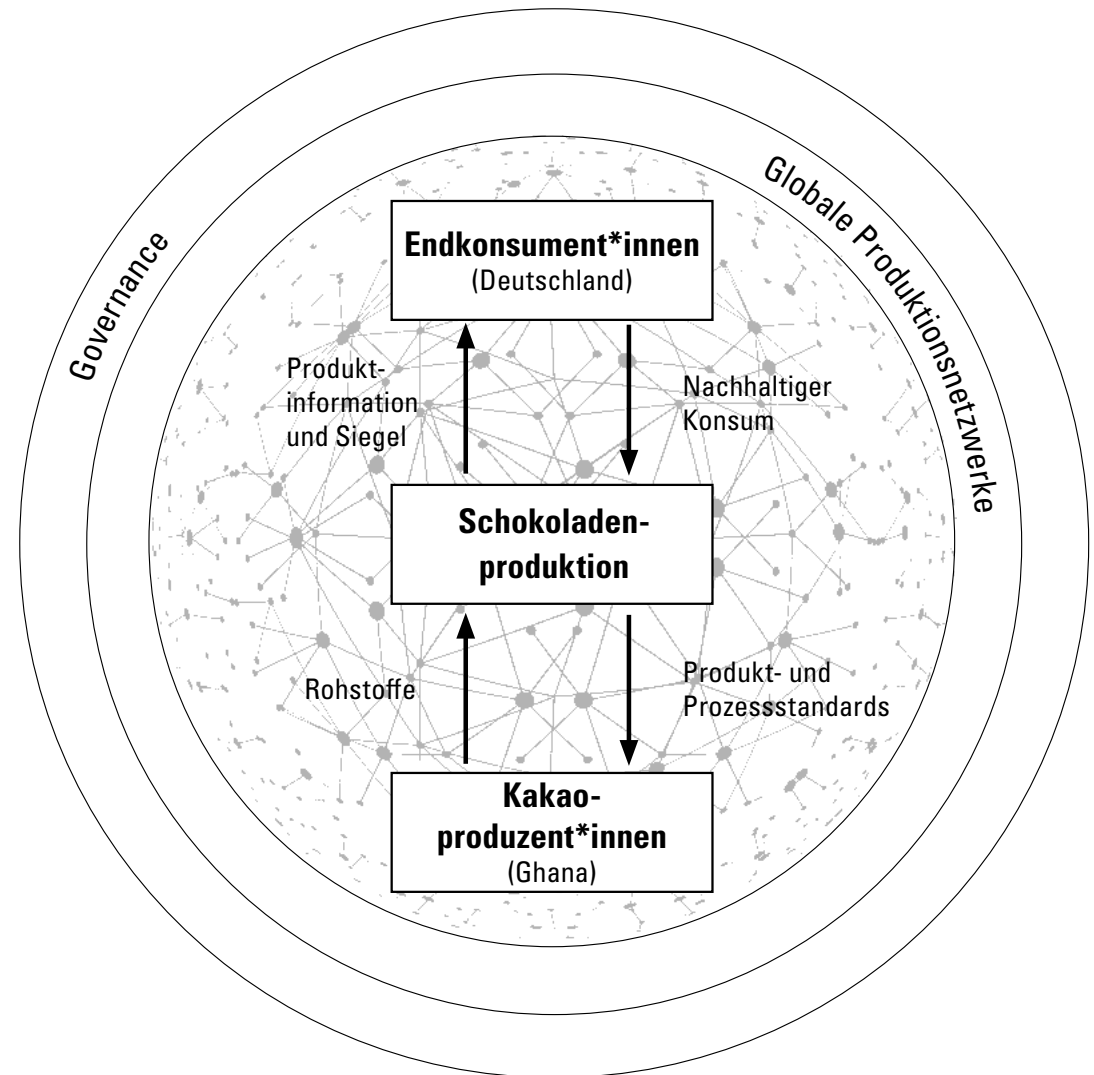 Governance
Globale Produktionsnetzwerke
Endkonsument*innen
(Deutschland)
Produkt-
information
und Siegel
Nachhaltiger
Konsum
Schokoladen-
produktion
Rohstoffe
Produkt- und
Prozessstandards
Kakao-
produzent*innen
(Ghana)